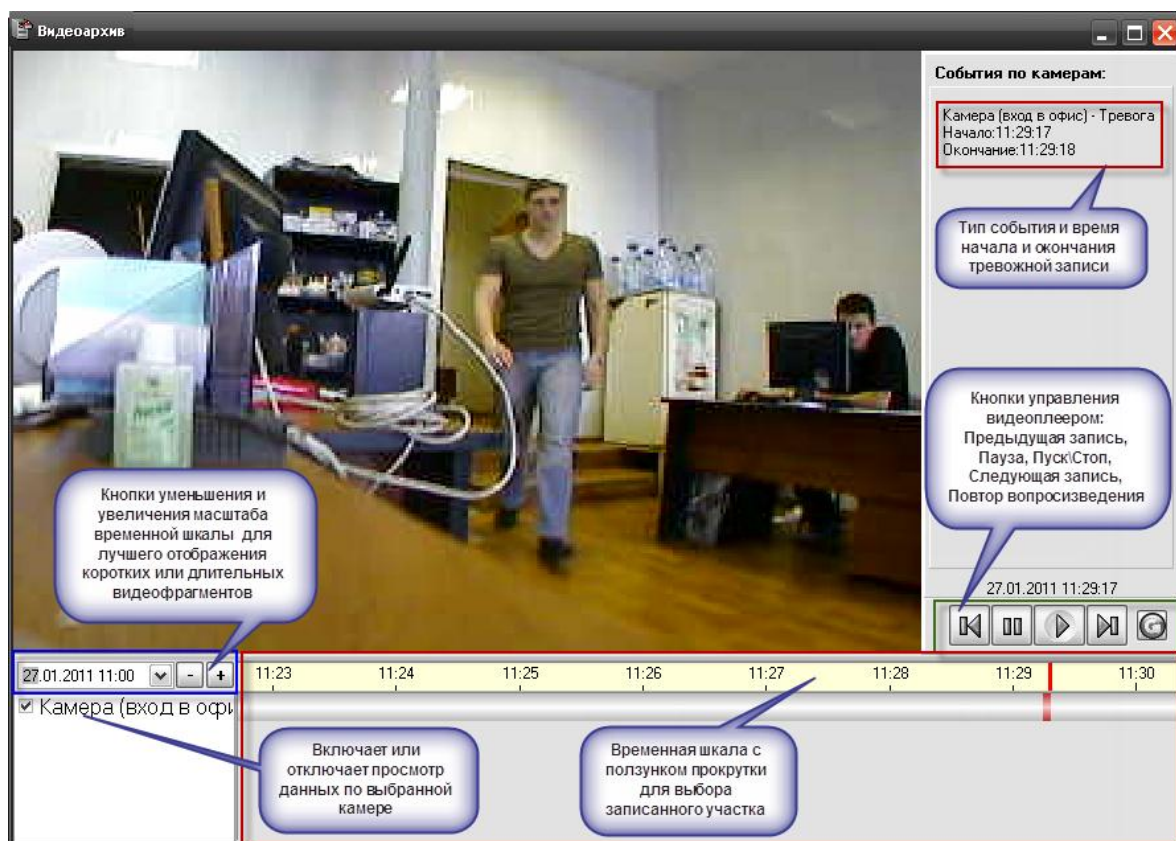 Видеоархив
События по камерам:
Камера (вход в офис) - Тревога
Начало:11:29:17
Окончание:11:29:18
Тип события и время
начала и окончания
тревожной записи
Кнопки управления
видеоплеером:
Предыдущая запись,
Пауза, Пуск\Стоп,
Следующая запись,
Повтор вопросизведения
Кнопки уменьшения и
увеличения масштаба
временной шкалы для
лучшего отображения
коротких или длительных
видеофрагментов
27.01.2011 11:29:17
27.01.2011 11:00 - +
11:23 11:24 11:25 11:26 11:27 11:28 11:29 11:30
Камера (вход в офи
Включает или
отключает просмотр
данных по выбранной
камере
Временная шкала с
ползунком прокрутки
для выбора
записанного участка